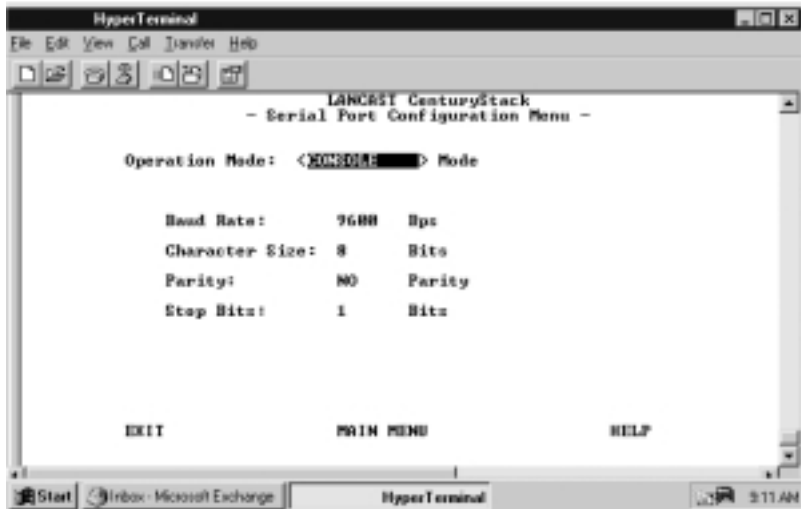 HyperTerminal
File Edit View Call Transfer Help
LANCAST CenturyStack
- Serial Port Configuration Menu -
Operation Mode: <CONSOLE > Mode
Baud Rate: 9600 Bps
Character Size: 8 Bits
Parity: NO Parity
Stop Bits: 1 Bits
EXIT MAIN MENU HELP
Start Inbox - Microsoft Exchange HyperTerminal 9:11 AM